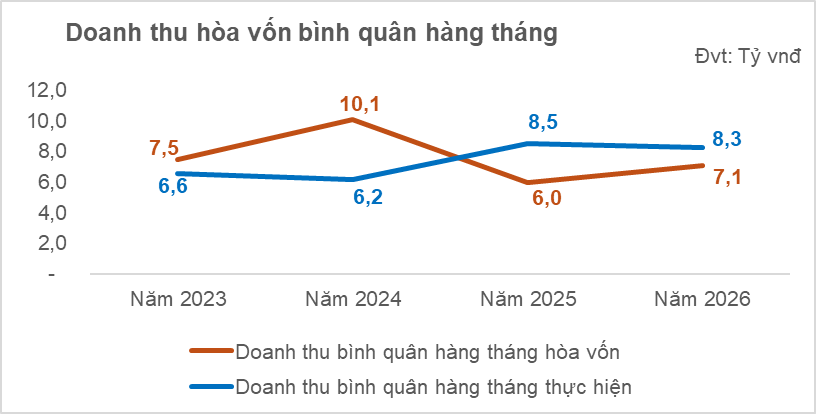 Doanh thu hòa vốn bình quân hàng tháng
Đvt: Tỷ vnđ
12,0
10,0
8,0
6,0
4,0
2,0
-
7,5
10,1
6,0
7,1
6,6
6,2
8,5
8,3
Năm 2023
Năm 2024
Năm 2025
Năm 2026
Doanh thu bình quân hàng tháng hòa vốn
Doanh thu bình quân hàng tháng thực hiện